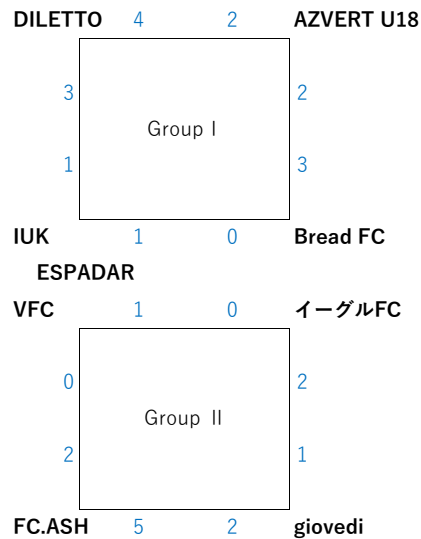 DILETTO 4 2 AZVERT U18
3 2
Group I
1 3
IUK 1 0 Bread FC
ESPADAR
VFC 1 0 イーグルFC
0 2
Group II
2 1
FC.ASH 5 2 giovedi